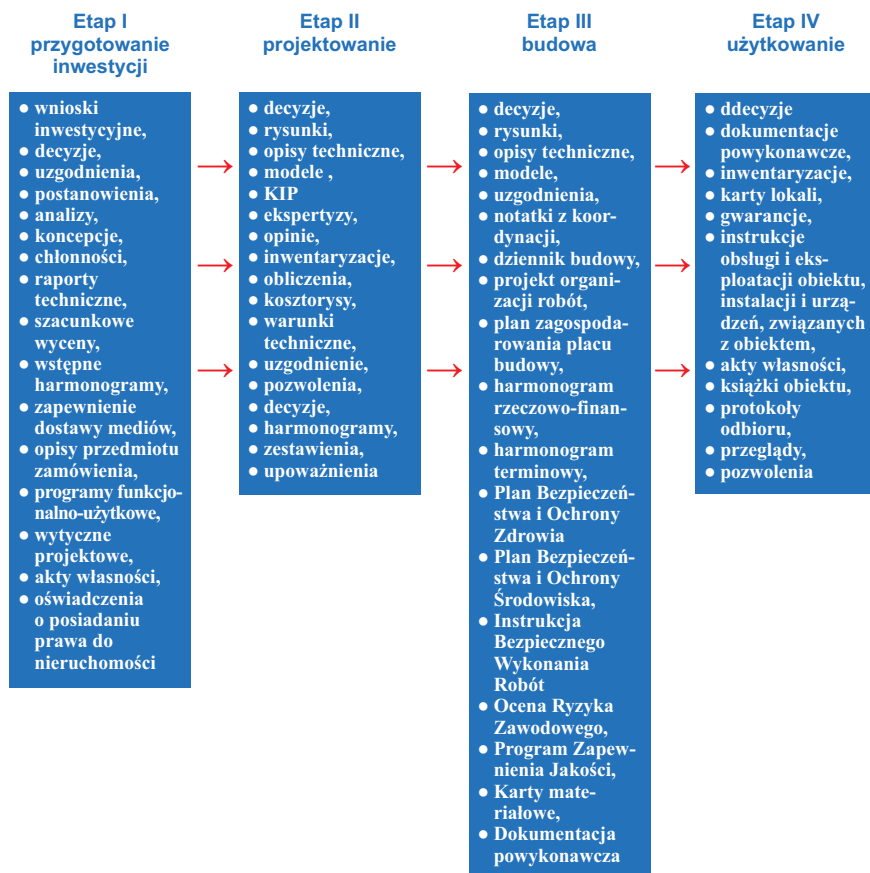 Etap I
przygotowanie
inwestycji
● wnioski
inwestycyjne,
● decyzje,
● uzgodnienia,
● postanowienia,
● analizy,
● koncepcje,
● chłonności,
● raporty
techniczne,
● szacunkowe
wyceny,
● wstępne
harmonogramy,
● zapewnienie
dostawy mediów,
● opisy przedmiotu
zamówienia,
● programy funkcjo-
nalno-użytkowe,
● wytyczne
projektowe,
● akty własności,
● oświadczenia
o posiadaniu
prawa do
nieruchomości
Etap II
projektowanie
● decyzje,
● rysunki,
● opisy techniczne,
● modele ,
● KIP
● ekspertyzy,
● opinie,
● inwentaryzacje,
● obliczenia,
● kosztorysy,
● warunki
techniczne,
● uzgodnienie,
● pozwolenia,
● decyzje,
● harmonogramy,
● zestawienia,
● upoważnienia
Etap III
budowa
● decyzje,
● rysunki,
● opisy techniczne,
● modele,
● uzgodnienia,
● notatki z koor-
dynacji,
● dziennik budowy,
● projekt organi-
zacji robót,
● plan zagospoda-
rowania placu
budowy,
● harmonogram
rzeczowo-finan-
sowy,
● harmonogram
terminowy,
● Plan Bezpieczeń-
stwa i Ochrony
Zdrowia
● Plan Bezpieczeń-
stwa i Ochrony
Środowiska,
● Instrukcja
Bezpiecznego
Wykonania
Robót
● Ocena Ryzyka
Zawodowego,
● Program Zapew-
nienia Jakości,
● Karty mate-
riałowe,
● Dokumentacja
powykonawcza
Etap IV
użytkowanie
● ddecyzje
● dokumentacje
powykonawcze,
● inwentaryzacje,
● karty lokali,
● gwarancje,
● instrukcje
obsługi i eks-
ploatacji obiektu,
instalacji i urzą-
dzeń, związanych
z obiektem,
● akty własności,
● książki obiektu,
● protokoły
odbioru,
● przeglądy,
● pozwolenia